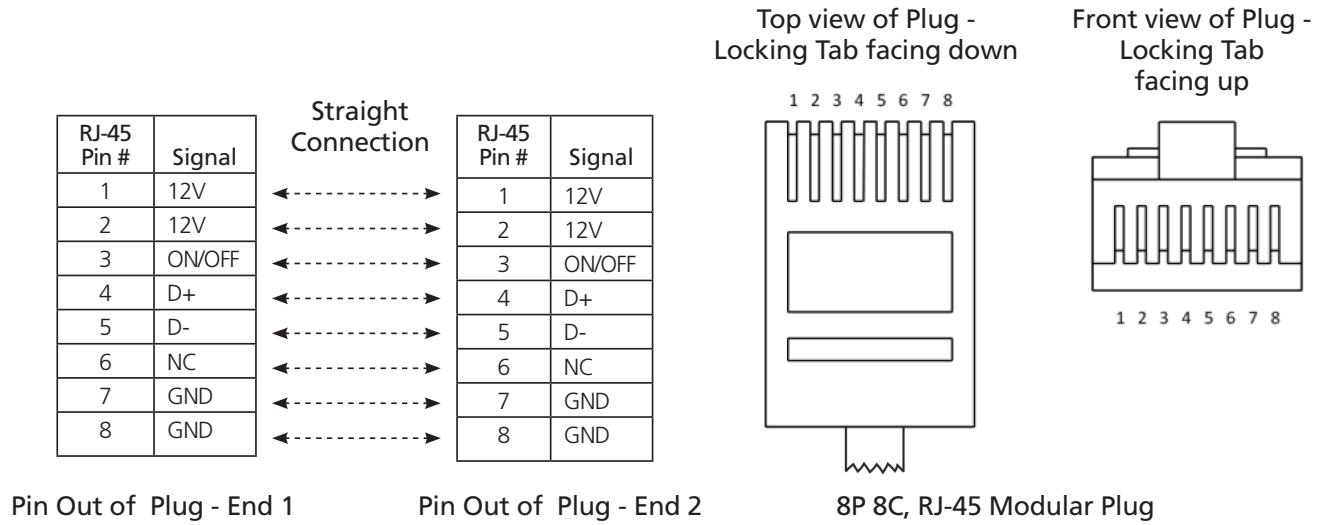 Top view of Plug -
Locking Tab facing down
Front view of Plug -
Locking Tab
facing up
1 2 3 4 5 6 7 8
Straight
Connection
RJ-45
Pin # Signal
1 12V
2 12V
3 ON/OFF
4 D+
5 D-
6 NC
7 GND
8 GND
RJ-45
Pin # Signal
1 12V
2 12V
3 ON/OFF
4 D+
5 D-
6 NC
7 GND
8 GND
1 2 3 4 5 6 7 8
Pin Out of Plug - End 1
Pin Out of Plug - End 2
8P 8C, RJ-45 Modular Plug